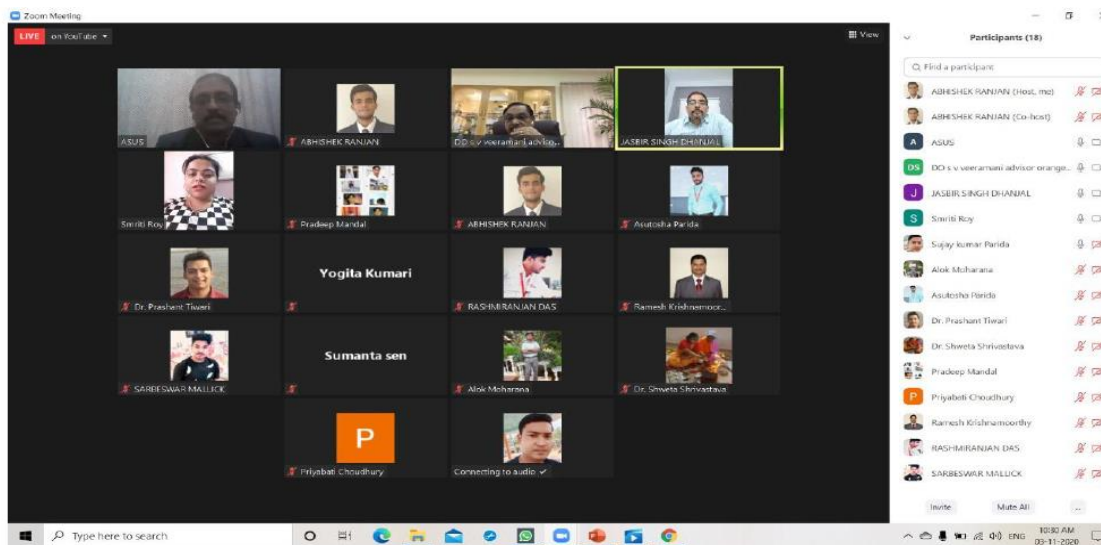 Zoom Meeting
LIVE on YouTube
View
ASUS
ABHISHEK RANJAN
DD s v veeramani adviso...
JASBIR SINGH DHANJAL
Smriti Roy
Pradeep Mandal
ABHISHEK RANJAN
Asutosha Parida
Dr. Prashant Tiwari
Yogita Kumari
RASHMIRANJAN DAS
Ramesh Krishnamoor...
SARBESWAR MALLICK
Sumanta sen
Alok Moharana
Dr. Shweta Shrivastava
P
Priyabati Choudhury
Connecting to audio
Participants (18)
Find a participant
ABHISHEK RANJAN (Host, me)
ABHISHEK RANJAN (Co-host)
A ASUS
DS DD s v veeramani advisor orange...
J JASBIR SINGH DHANJAL
S Smriti Roy
Sujay kumar Parida
Alok Moharana
Asutosha Parida
Dr. Prashant Tiwari
Dr. Shweta Shrivastava
Pradeep Mandal
P Priyabati Choudhury
Ramesh Krishnamoorthy
RASHMIRANJAN DAS
SARBESWAR MALLICK
Invite Mute All ...
Type here to search
ENG
10:30 AM
03-11-2020